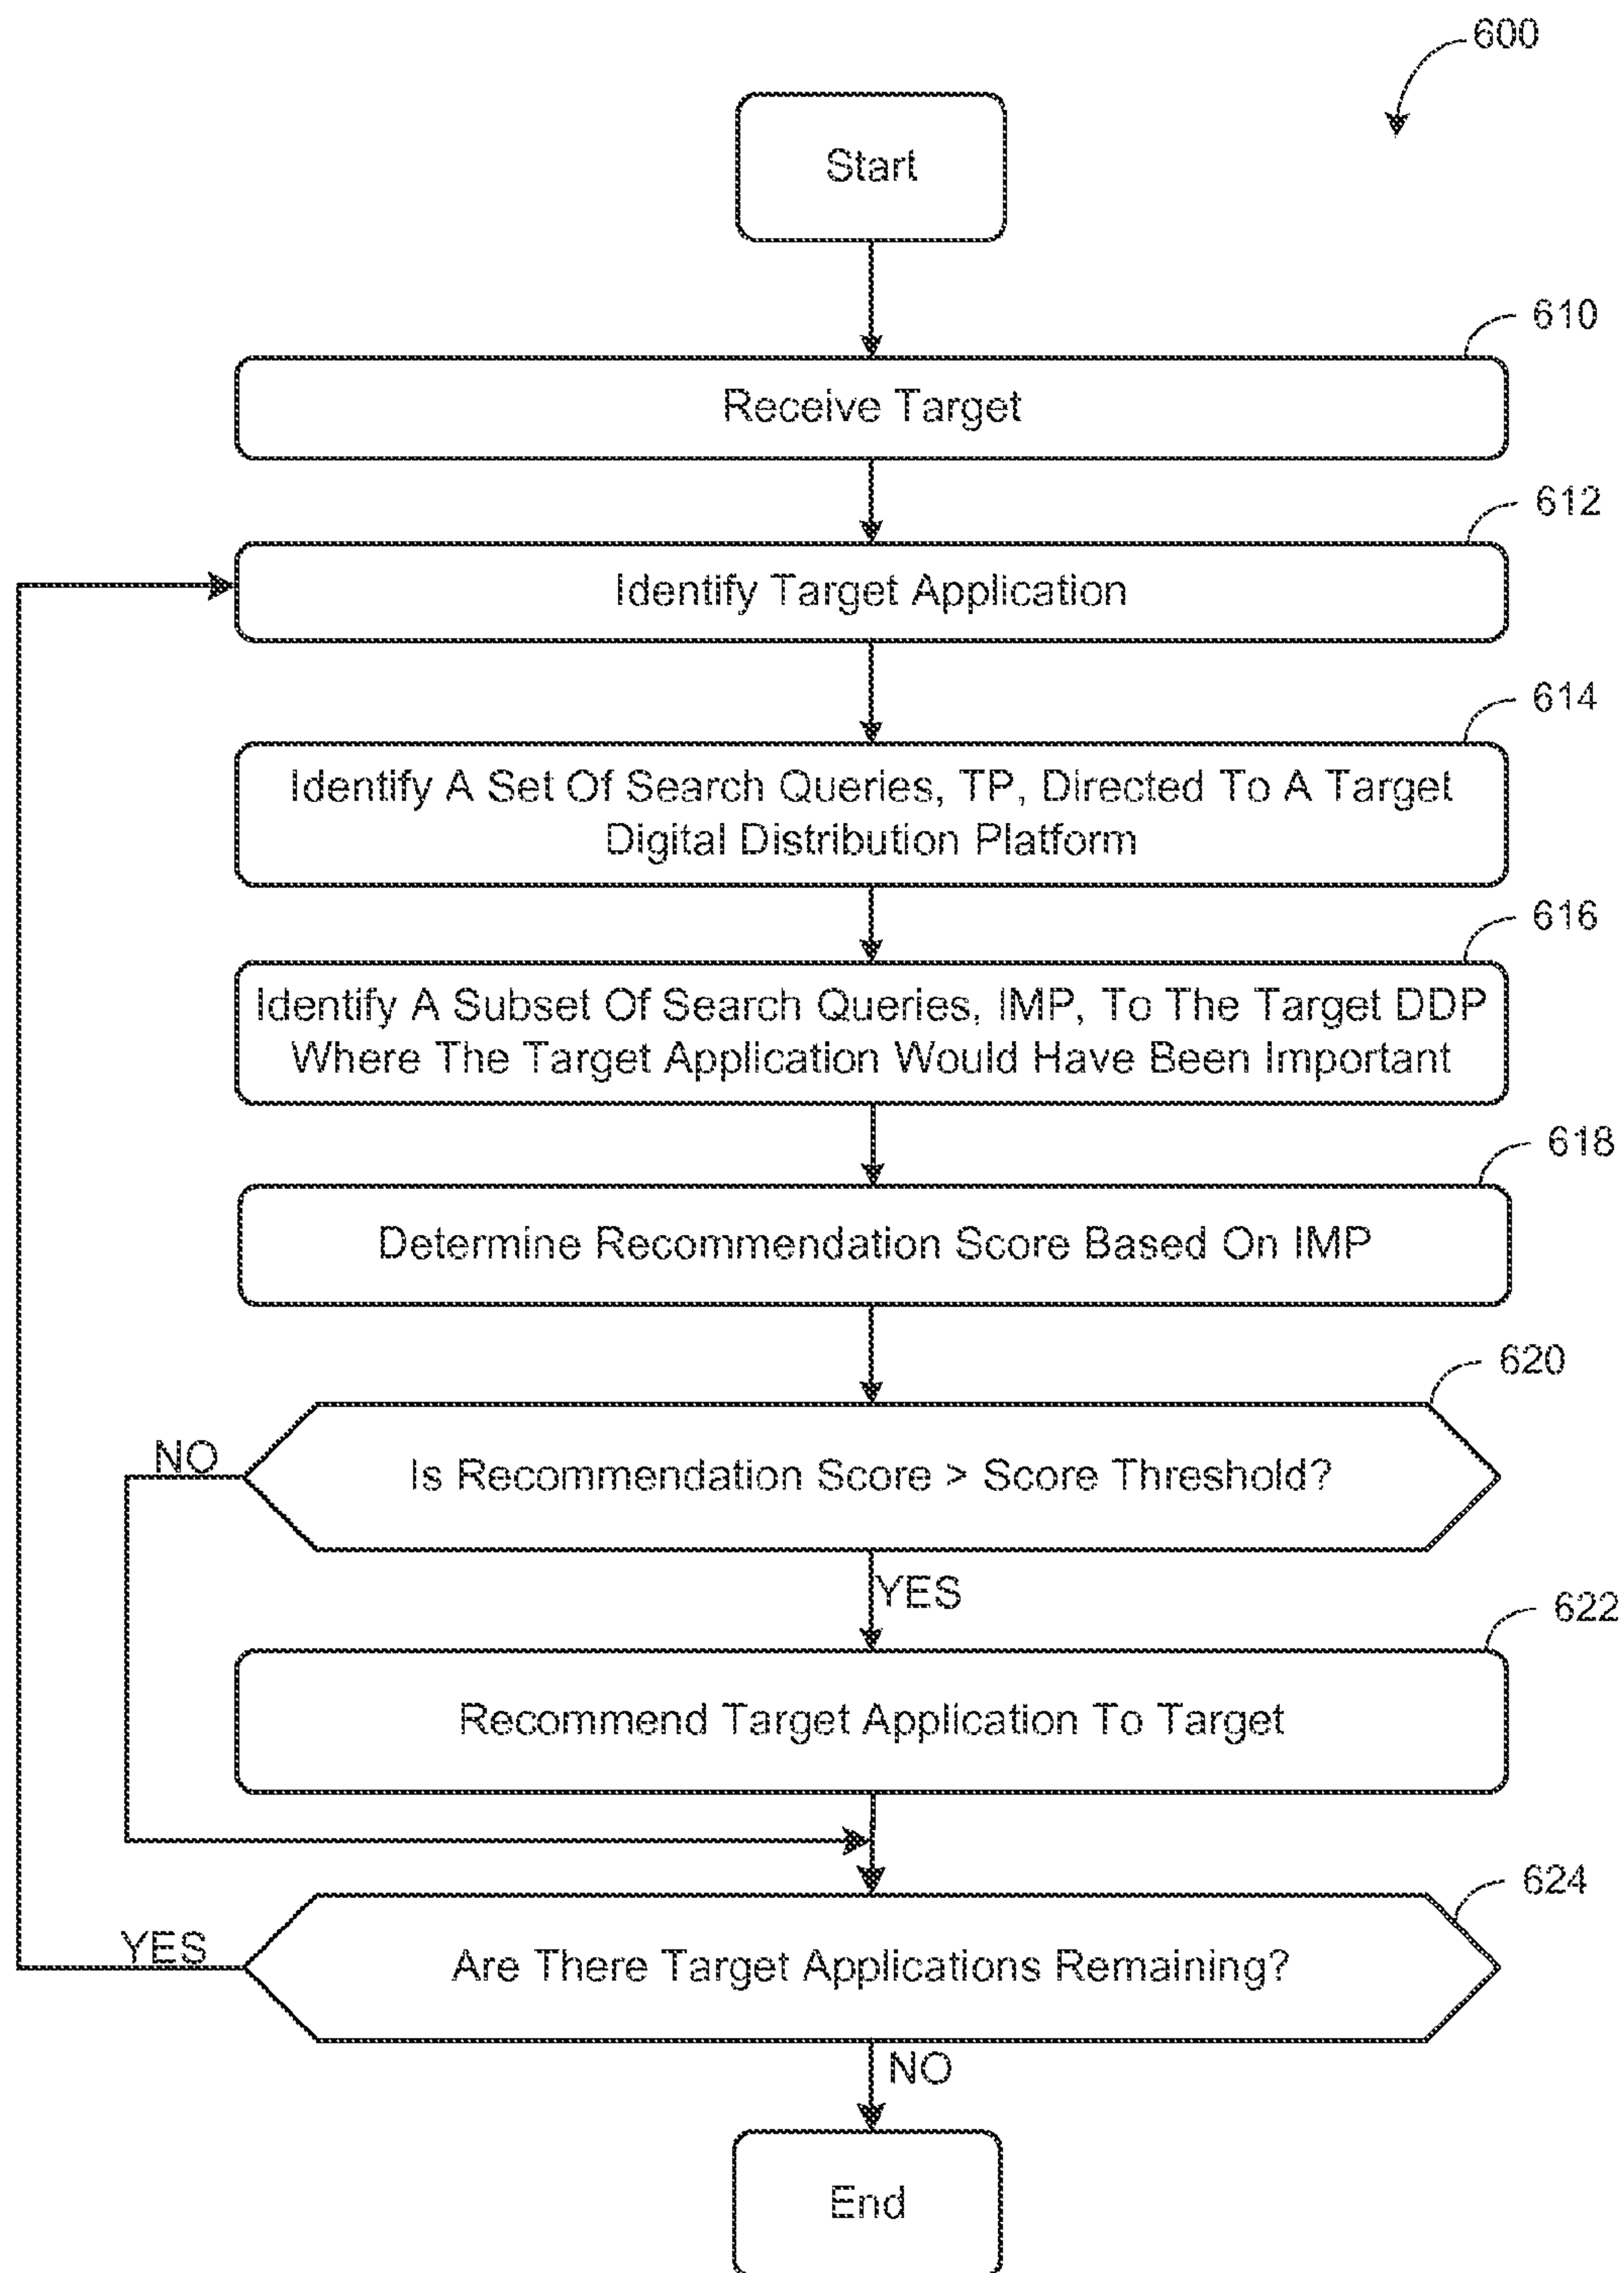 600
Start
610
Receive Target
612
Identify Target Application
614
Identify A Set Of Search Queries, TP, Directed To A Target
Digital Distribution Platform
616
Identify A Subset Of Search Queries, IMP, To The Target DDP
Where The Target Application Would Have Been Important
618
Determine Recommendation Score Based On IMP
620
NO
Is Recommendation Score > Score Threshold?
YES
622
Recommend Target Application To Target
624
YES
Are There Target Applications Remaining?
NO
End